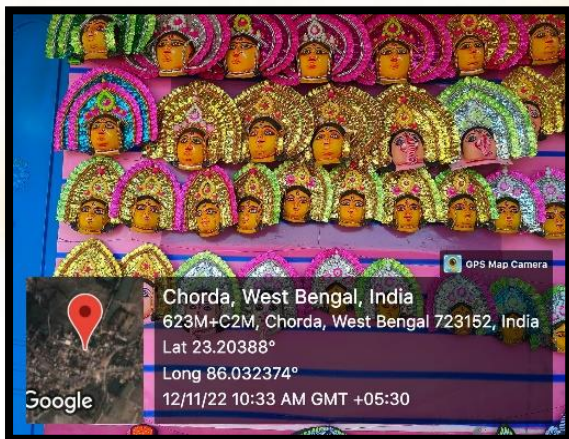 GPS Map Camera
Chorda, West Bengal, India
623M+C2M, Chorda, West Bengal 723152, India
Lat 23.20388°
Long 86.032374°
12/11/22 10:33 AM GMT +05:30
Google